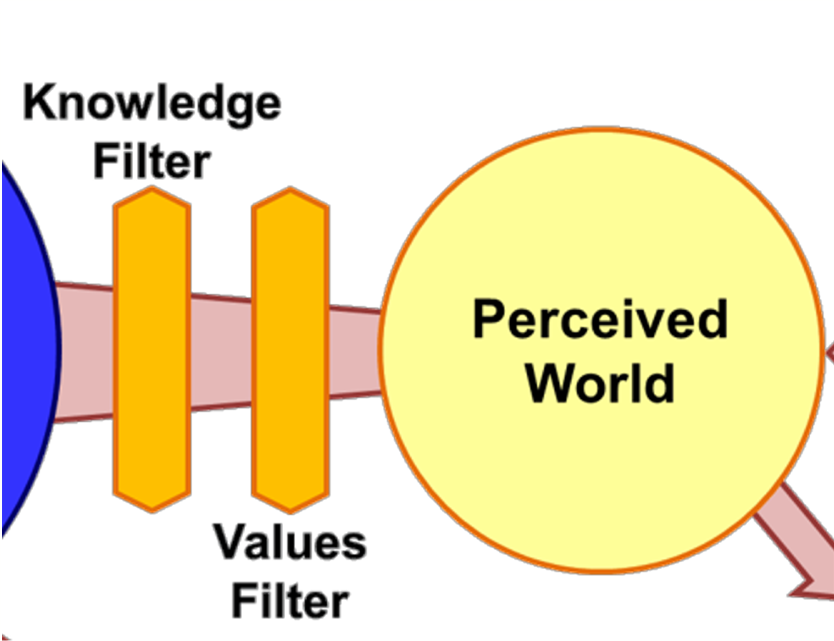 Knowledge
Filter
Perceived
World
Values
Filter